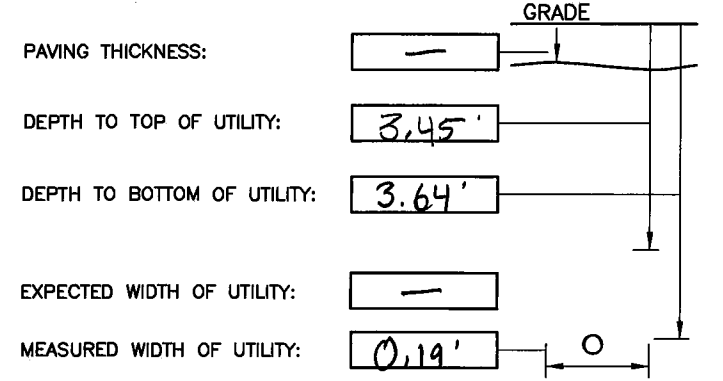 GRADE
PAVING THICKNESS: —
DEPTH TO TOP OF UTILITY: 3.45'
DEPTH TO BOTTOM OF UTILITY: 3.64'
EXPECTED WIDTH OF UTILITY: —
MEASURED WIDTH OF UTILITY: 0.19' O